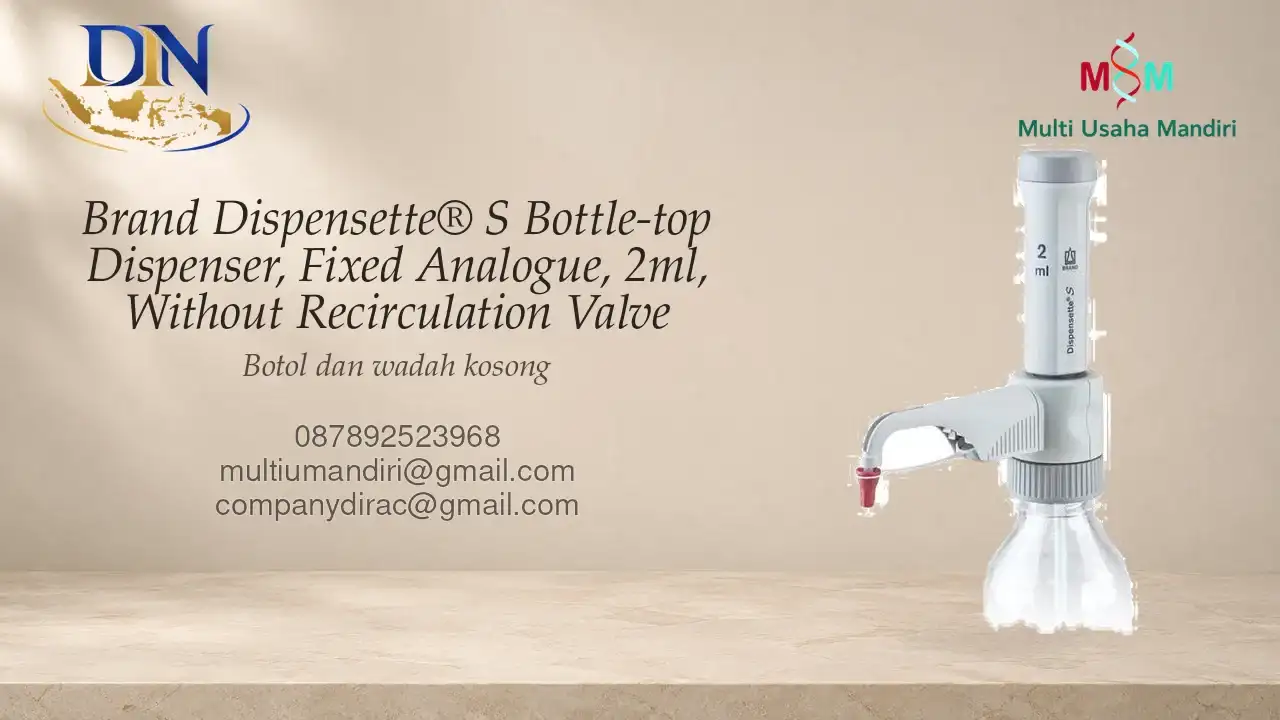 DIN
MSM
Multi Usaha Mandiri
Brand Dispensette® S Bottle-top
Dispenser, Fixed Analogue, 2ml,
Without Recirculation Valve
Botol dan wadah kosong
087892523968
multiumandiri@gmail.com
companydirac@gmail.com
2
ml
BRAND
Dispensette® S